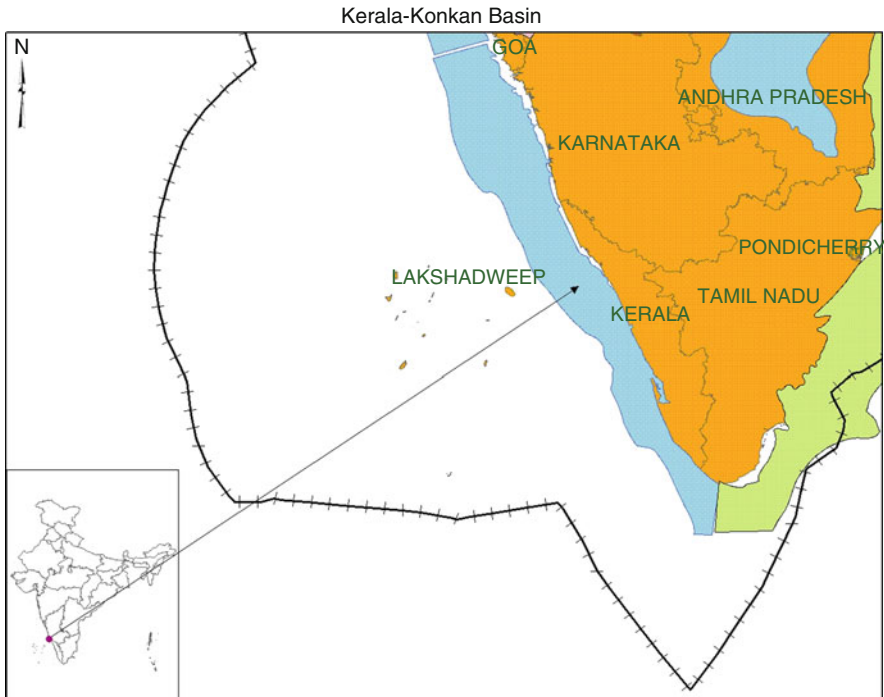 Kerala-Konkan Basin
N
GOA
ANDHRA PRADESH
KARNATAKA
PONDICHERRY
LAKSHADWEEP
TAMIL NADU
KERALA